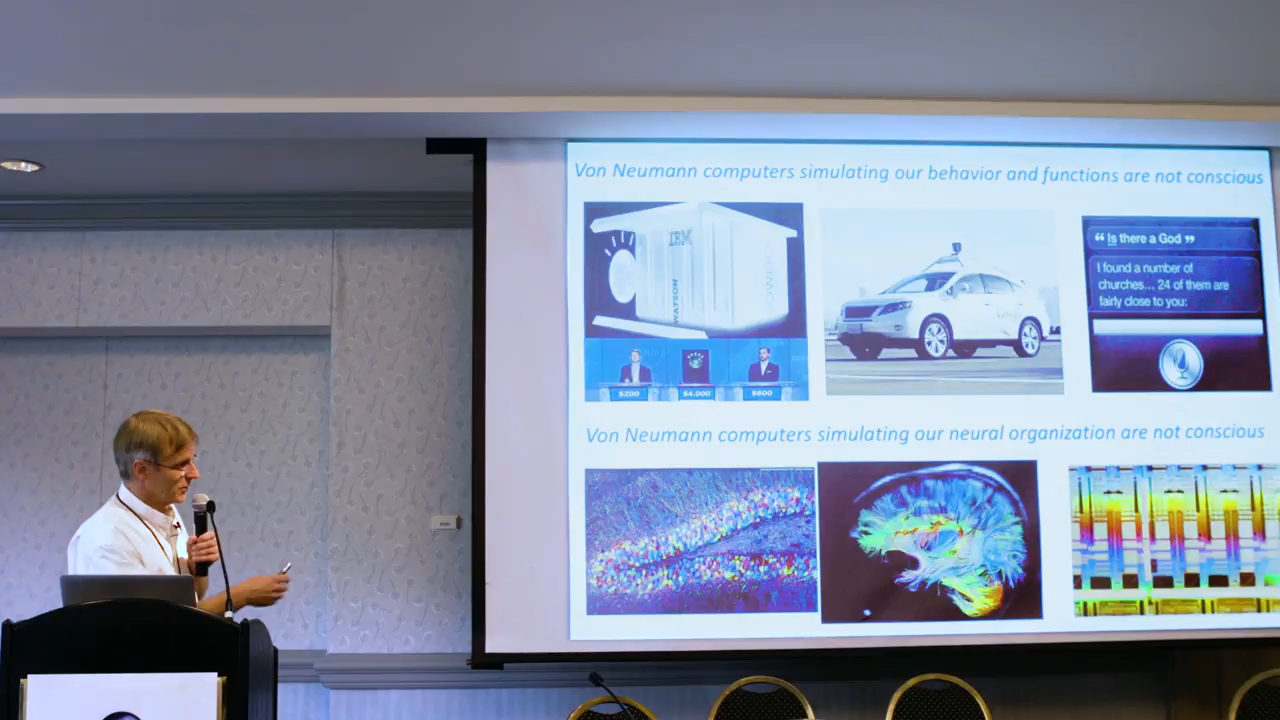 Von Neumann computers simulating our behavior and functions are not conscious
IBM
WATSON
POWER7
$200
$4,000
$600
“ Is there a God ”
I found a number of
churches... 24 of them are
fairly close to you:
Von Neumann computers simulating our neural organization are not conscious